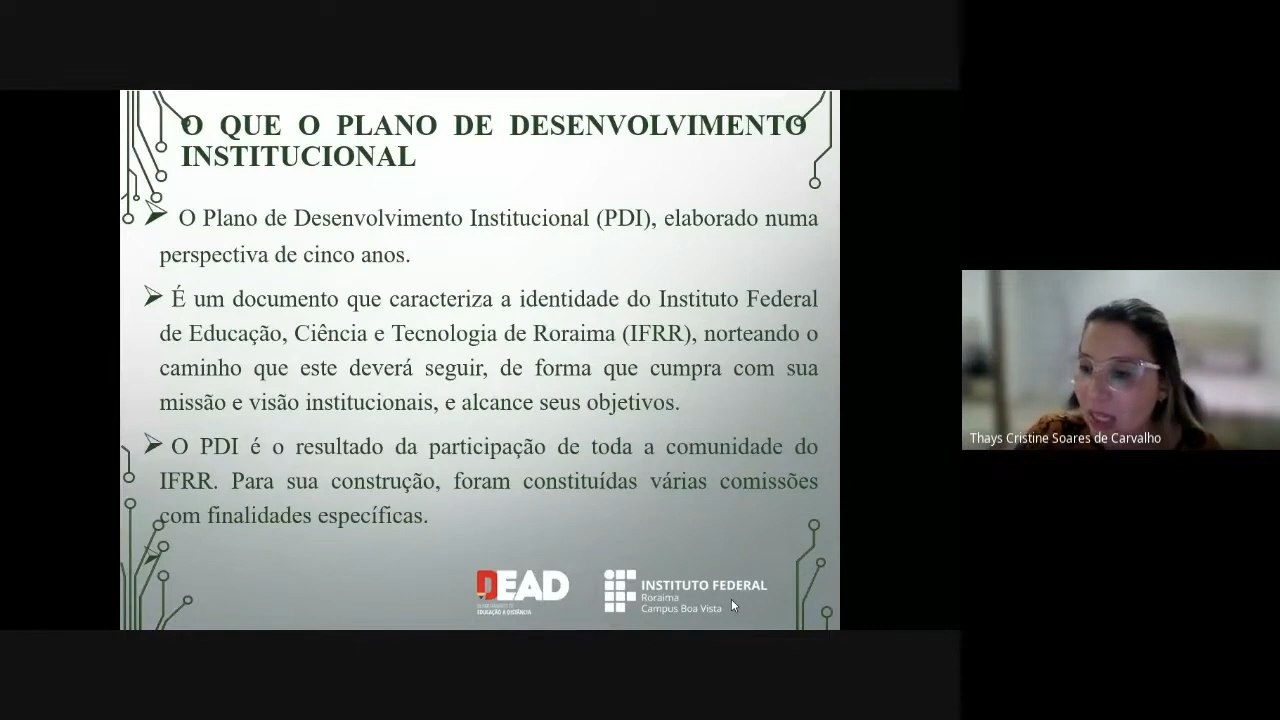 O QUE O PLANO DE DESENVOLVIMENTO
INSTITUCIONAL
O Plano de Desenvolvimento Institucional (PDI), elaborado numa
perspectiva de cinco anos.
É um documento que caracteriza a identidade do Instituto Federal
de Educação, Ciência e Tecnologia de Roraima (IFRR), norteando o
caminho que este deverá seguir, de forma que cumpra com sua
missão e visão institucionais, e alcance seus objetivos.
O PDI é o resultado da participação de toda a comunidade do
IFRR. Para sua construção, foram constituídas várias comissões
com finalidades específicas.
DEAD
EDUCAÇÃO A DISTÂNCIA
INSTITUTO FEDERAL
Roraima
Campus Boa Vista
Thays Cristine Soares de Carvalho